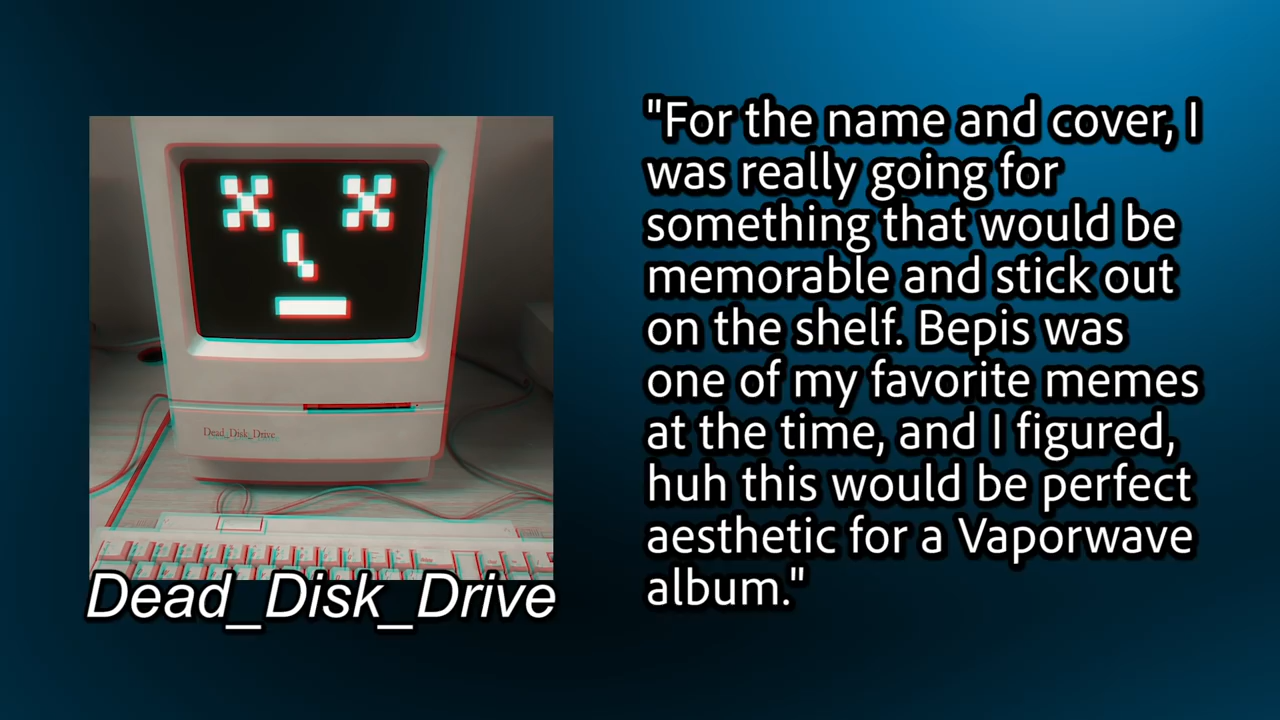 Dead_Disk_Drive
Dead_Disk_Drive
"For the name and cover, I
was really going for
something that would be
memorable and stick out
on the shelf. Bepis was
one of my favorite memes
at the time, and I figured,
huh this would be perfect
aesthetic for a Vaporwave
album."